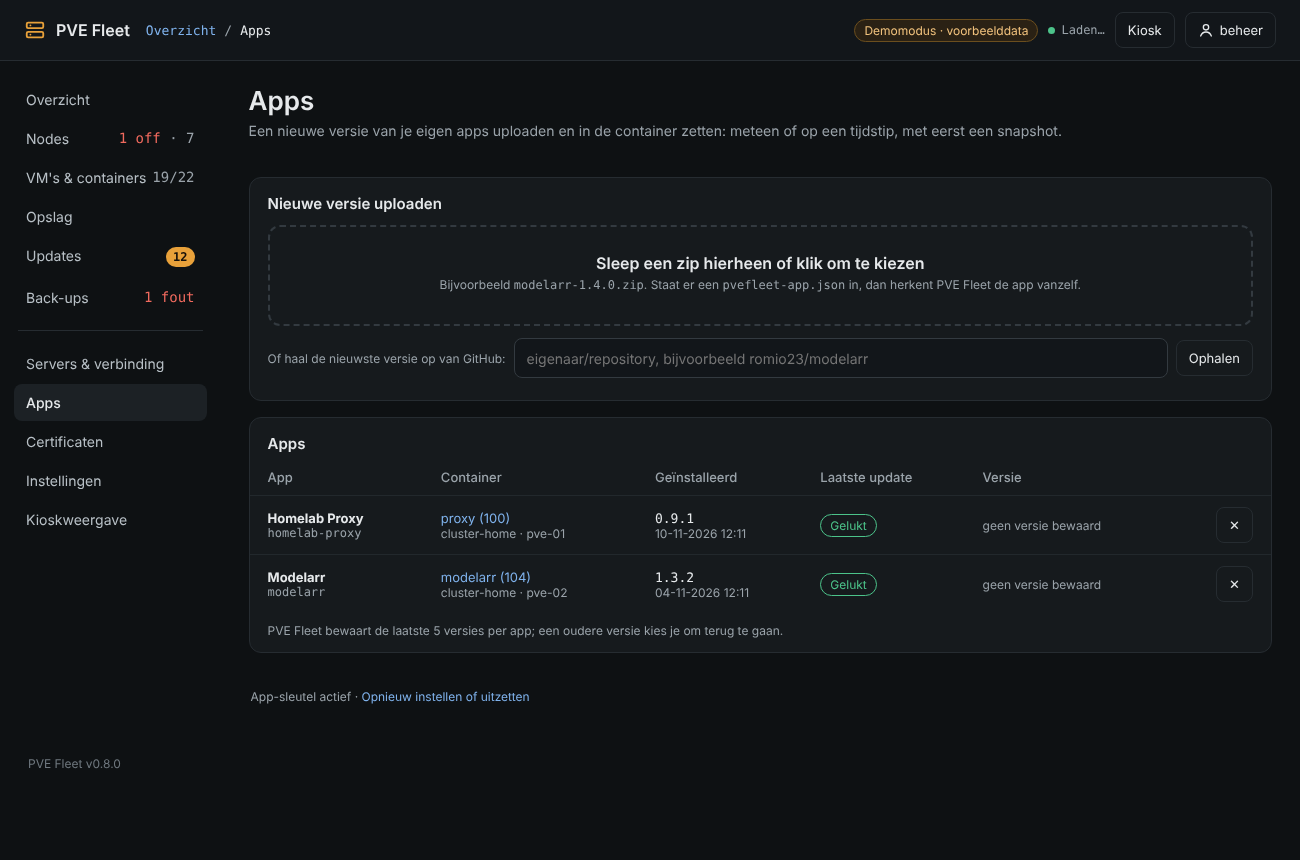 PVE Fleet Overzicht / Apps Demomodus · voorbeelddata Laden… Kiosk beheer
Overzicht
Nodes 1 off · 7
VM's & containers 19/22
Opslag
Updates 12
Back-ups 1 fout
Servers & verbinding
Apps
Certificaten
Instellingen
Kioskweergave
PVE Fleet v0.8.0
Apps
Een nieuwe versie van je eigen apps uploaden en in de container zetten: meteen of op een tijdstip, met eerst een snapshot.
Nieuwe versie uploaden
Sleep een zip hierheen of klik om te kiezen
Bijvoorbeeld modelarr-1.4.0.zip. Staat er een pvefleet-app.json in, dan herkent PVE Fleet de app vanzelf.
Of haal de nieuwste versie op van GitHub: eigenaar/repository, bijvoorbeeld romio23/modelarr Ophalen
Apps
App Container Geïnstalleerd Laatste update Versie
Homelab Proxy proxy (100) 0.9.1 Gelukt geen versie bewaard ×
homelab-proxy cluster-home · pve-01 10-11-2026 12:11
Modelarr modelarr (104) 1.3.2 Gelukt geen versie bewaard ×
modelarr cluster-home · pve-02 04-11-2026 12:11
PVE Fleet bewaart de laatste 5 versies per app; een oudere versie kies je om terug te gaan.
App-sleutel actief · Opnieuw instellen of uitzetten